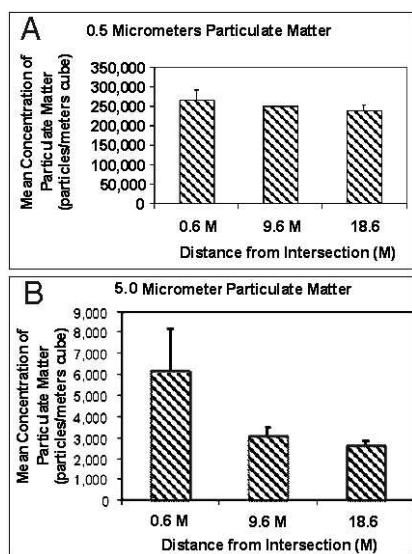 A
0.5 Micrometers Particulate Matter
Mean Concentration of
Particulate Matter
(particles/meters cube)
350,000
300,000
250,000
200,000
150,000
100,000
50,000
0
0.6 M 9.6 M 18.6
Distance from Intersection (M)
B
5.0 Micrometer Particulate Matter
Mean Concentration of
Particulate Matter
(particles/meters cube)
9,000
8,000
7,000
6,000
5,000
4,000
3,000
2,000
1,000
0
0.6 M 9.6 M 18.6
Distance from Intersection (M)